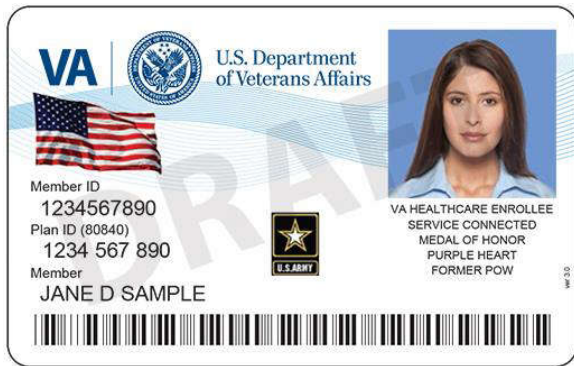 VA
U.S. Department
of Veterans Affairs
Member ID
1234567890
Plan ID (80840)
1234 567 890
Member
JANE D SAMPLE
U.S.ARMY
VA HEALTHCARE ENROLLEE
SERVICE CONNECTED
MEDAL OF HONOR
PURPLE HEART
FORMER POW
ver 3.0
DRAFT